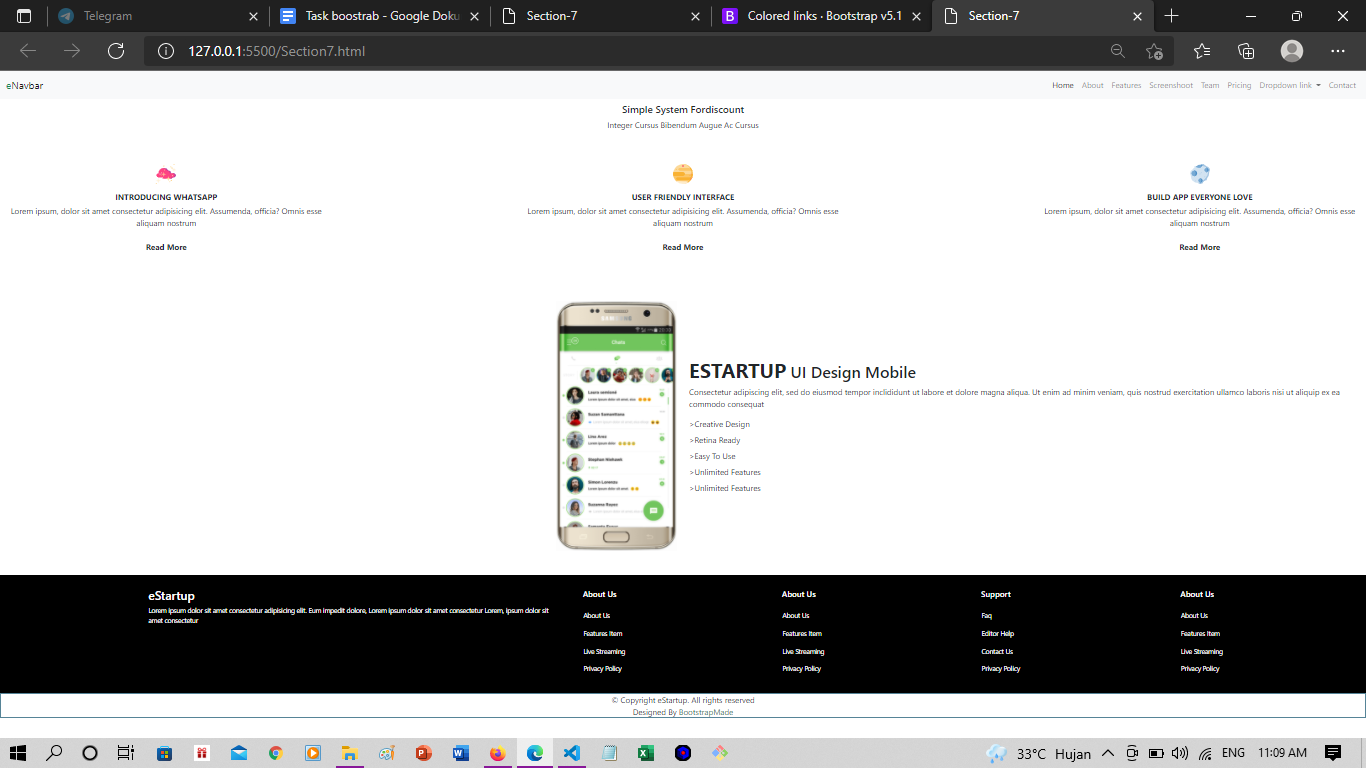 Telegram
Task boostrab - Google Doku
Section-7
Colored links · Bootstrap v5.1
Section-7
127.0.0.1:5500/Section7.html
eNavbar
Home About Features Screenshoot Team Pricing Dropdown link Contact
Simple System Fordiscount
Integer Cursus Bibendum Augue Ac Cursus
INTRODUCING WHATSAPP
Lorem ipsum, dolor sit amet consectetur adipisicing elit. Assumenda, officia? Omnis esse
aliquam nostrum
Read More
USER FRIENDLY INTERFACE
Lorem ipsum, dolor sit amet consectetur adipisicing elit. Assumenda, officia? Omnis esse
aliquam nostrum
Read More
BUILD APP EVERYONE LOVE
Lorem ipsum, dolor sit amet consectetur adipisicing elit. Assumenda, officia? Omnis esse
aliquam nostrum
Read More
SAMSUNG
Chats
ESTARTUP UI Design Mobile
Consectetur adipiscing elit, sed do eiusmod tempor inclididunt ut labore et dolore magna aliqua. Ut enim ad minim veniam, quis nostrud exercitation ullamco laboris nisi ut aliquip ex ea
commodo consequat
>Creative Design
>Retina Ready
>Easy To Use
>Unlimited Features
>Unlimited Features
eStartup
Lorem ipsum dolor sit amet consectetur adipisicing elit. Eum impedit dolore, Lorem ipsum dolor sit amet consectetur Lorem, ipsum dolor sit
amet consectetur
About Us
About Us
Features Item
Live Streaming
Privacy Policy
About Us
About Us
Features Item
Live Streaming
Privacy Policy
Support
Faq
Editor Help
Contact Us
Privacy Policy
About Us
About Us
Features Item
Live Streaming
Privacy Policy
© Copyright eStartup. All rights reserved
Designed By BootstrapMade
33°C Hujan
ENG
11:09 AM